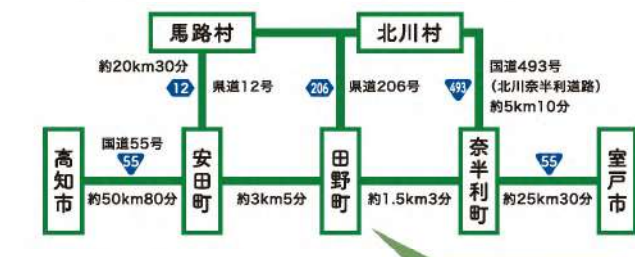 馬路村
北川村
約20km30分
12
県道12号
206
県道206号
493
国道493号
(北川奈半利道路)
約5km10分
高知市
国道55号
55
約50km80分
安田町
約3km5分
田野町
約1.5km3分
奈半利町
55
約25km30分
室戸市